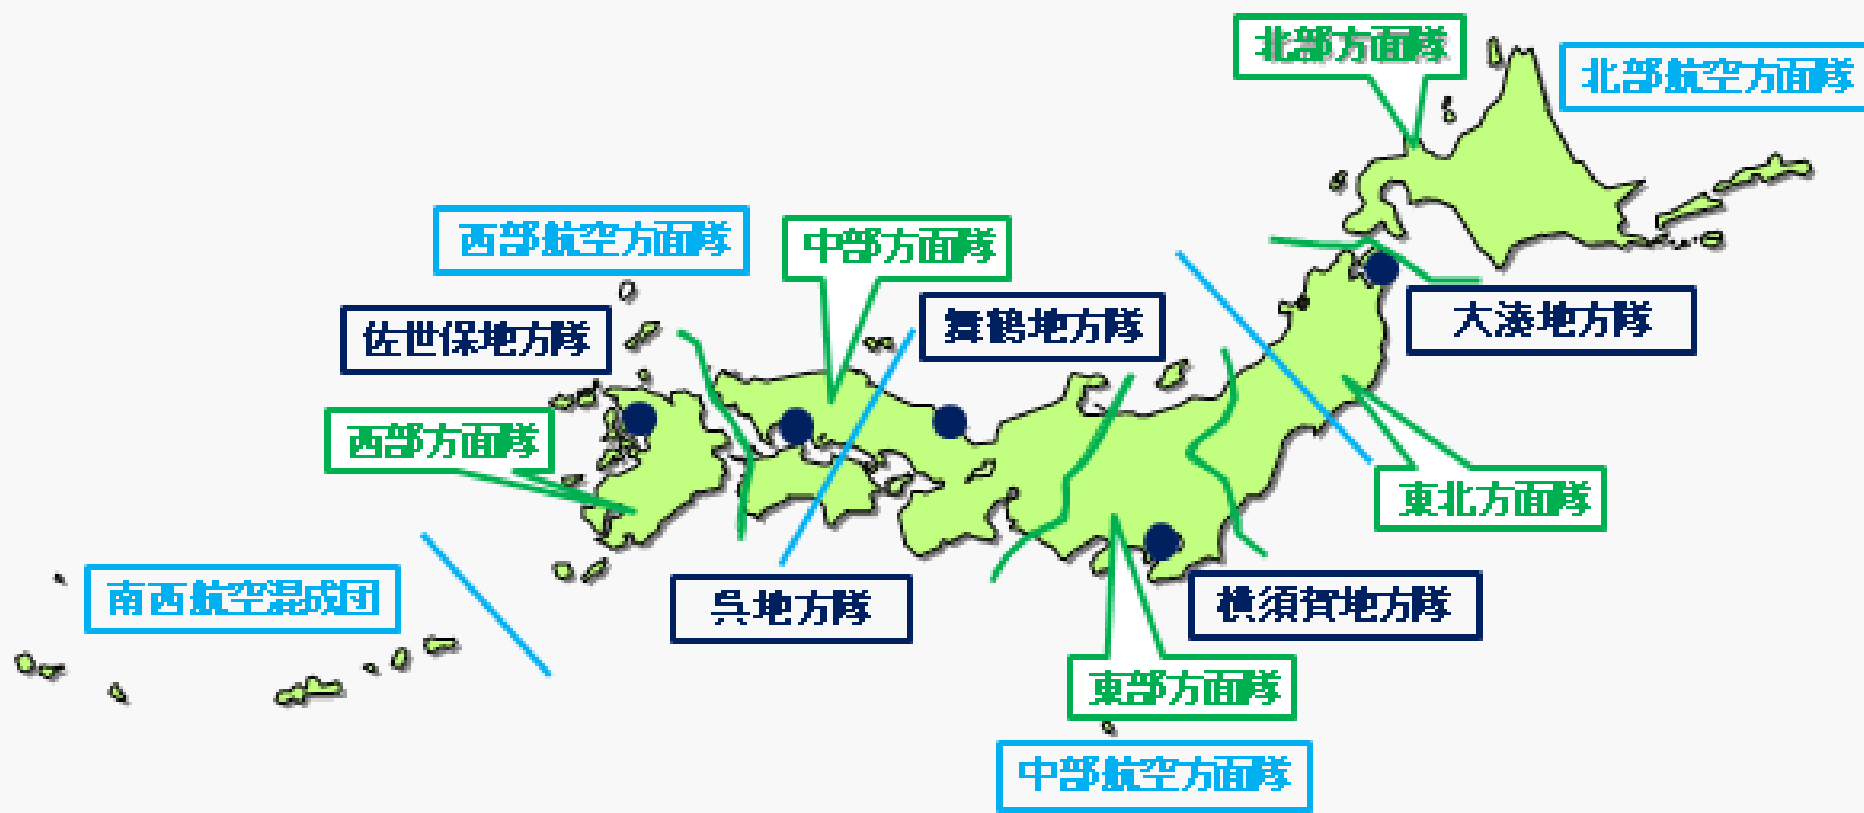 北部方面隊
北部航空方面隊
西部航空方面隊
中部方面隊
舞鶴地方隊
大湊地方隊
佐世保地方隊
西部方面隊
東北方面隊
南西航空混成団
呉地方隊
横須賀地方隊
東部方面隊
中部航空方面隊